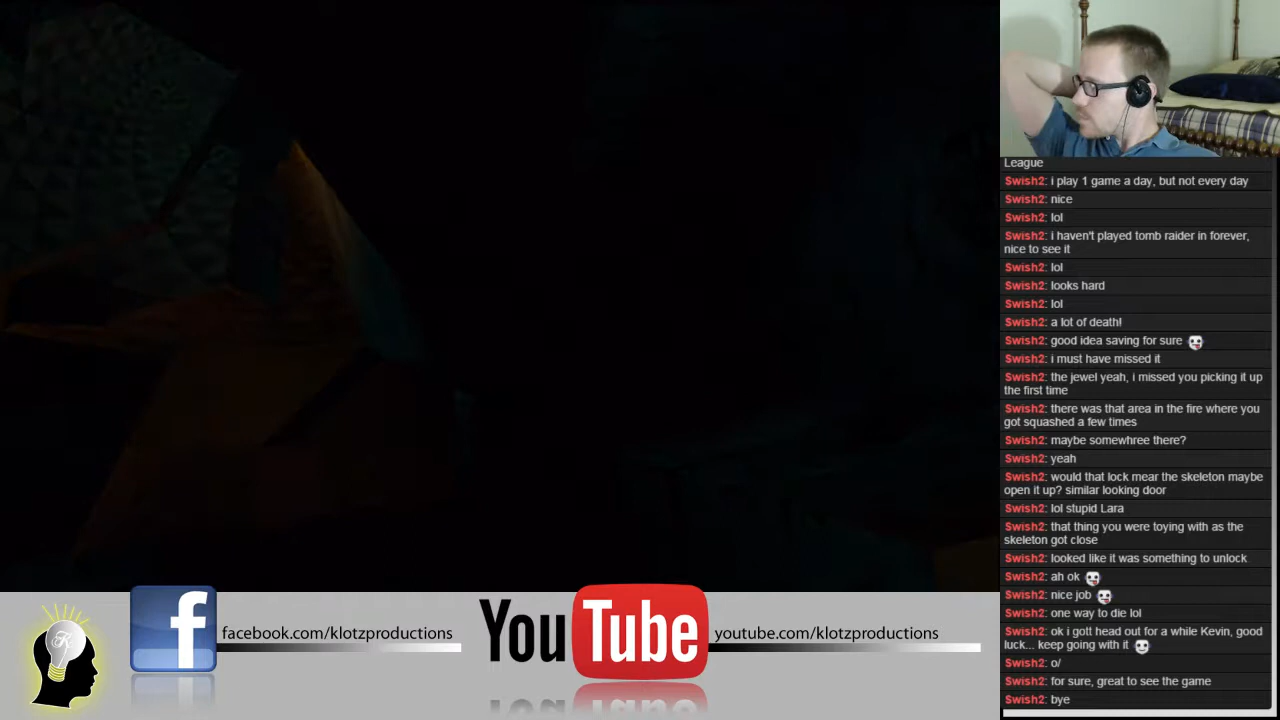 League
Swish2: i play 1 game a day, but not every day
Swish2: nice
Swish2: lol
Swish2: i haven't played tomb raider in forever,
nice to see it
Swish2: lol
Swish2: looks hard
Swish2: lol
Swish2: a lot of death!
Swish2: good idea saving for sure
Swish2: i must have missed it
Swish2: the jewel yeah, i missed you picking it up
the first time
Swish2: there was that area in the fire where you
got squashed a few times
Swish2: maybe somewhree there?
Swish2: yeah
Swish2: would that lock mear the skeleton maybe
open it up? similar looking door
Swish2: lol stupid Lara
Swish2: that thing you were toying with as the
skeleton got close
Swish2: looked like it was something to unlock
Swish2: ah ok
Swish2: nice job
Swish2: one way to die lol
Swish2: ok i gott head out for a while Kevin, good
luck... keep going with it
Swish2: o/
Swish2: for sure, great to see the game
Swish2: bye
K
f
facebook.com/klotzproductions
YouTube
youtube.com/klotzproductions